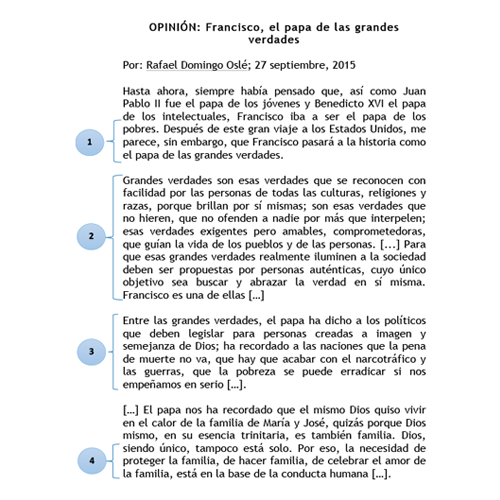 OPINIÓN: Francisco, el papa de las grandes
verdades
Por: Rafael Domingo Oslé; 27 septiembre, 2015
Hasta ahora, siempre había pensado que, así como Juan
Pablo II fue el papa de los jóvenes y Benedicto XVI el papa
de los intelectuales, Francisco iba a ser el papa de los
pobres. Después de este gran viaje a los Estados Unidos, me
parece, sin embargo, que Francisco pasará a la historia como
el papa de las grandes verdades.
1
Grandes verdades son esas verdades que se reconocen con
facilidad por las personas de todas las culturas, religiones y
razas, porque brillan por sí mismas; son esas verdades que
no hieren, que no ofenden a nadie por más que interpelen;
esas verdades exigentes pero amables, comprometedoras,
que guían la vida de los pueblos y de las personas. [...] Para
que esas grandes verdades realmente iluminen a la sociedad
deben ser propuestas por personas auténticas, cuyo único
objetivo sea buscar y abrazar la verdad en sí misma.
Francisco es una de ellas […]
2
Entre las grandes verdades, el papa ha dicho a los políticos
que deben legislar para personas creadas a imagen y
semejanza de Dios; ha recordado a las naciones que la pena
de muerte no va, que hay que acabar con el narcotráfico y
las guerras, que la pobreza se puede erradicar si nos
empeñamos en serio […].
3
[…] El papa nos ha recordado que el mismo Dios quiso vivir
en el calor de la familia de María y José, quizás porque Dios
mismo, en su esencia trinitaria, es también familia. Dios,
siendo único, tampoco está solo. Por eso, la necesidad de
proteger la familia, de hacer familia, de celebrar el amor de
la familia, está en la base de la conducta humana […].
4